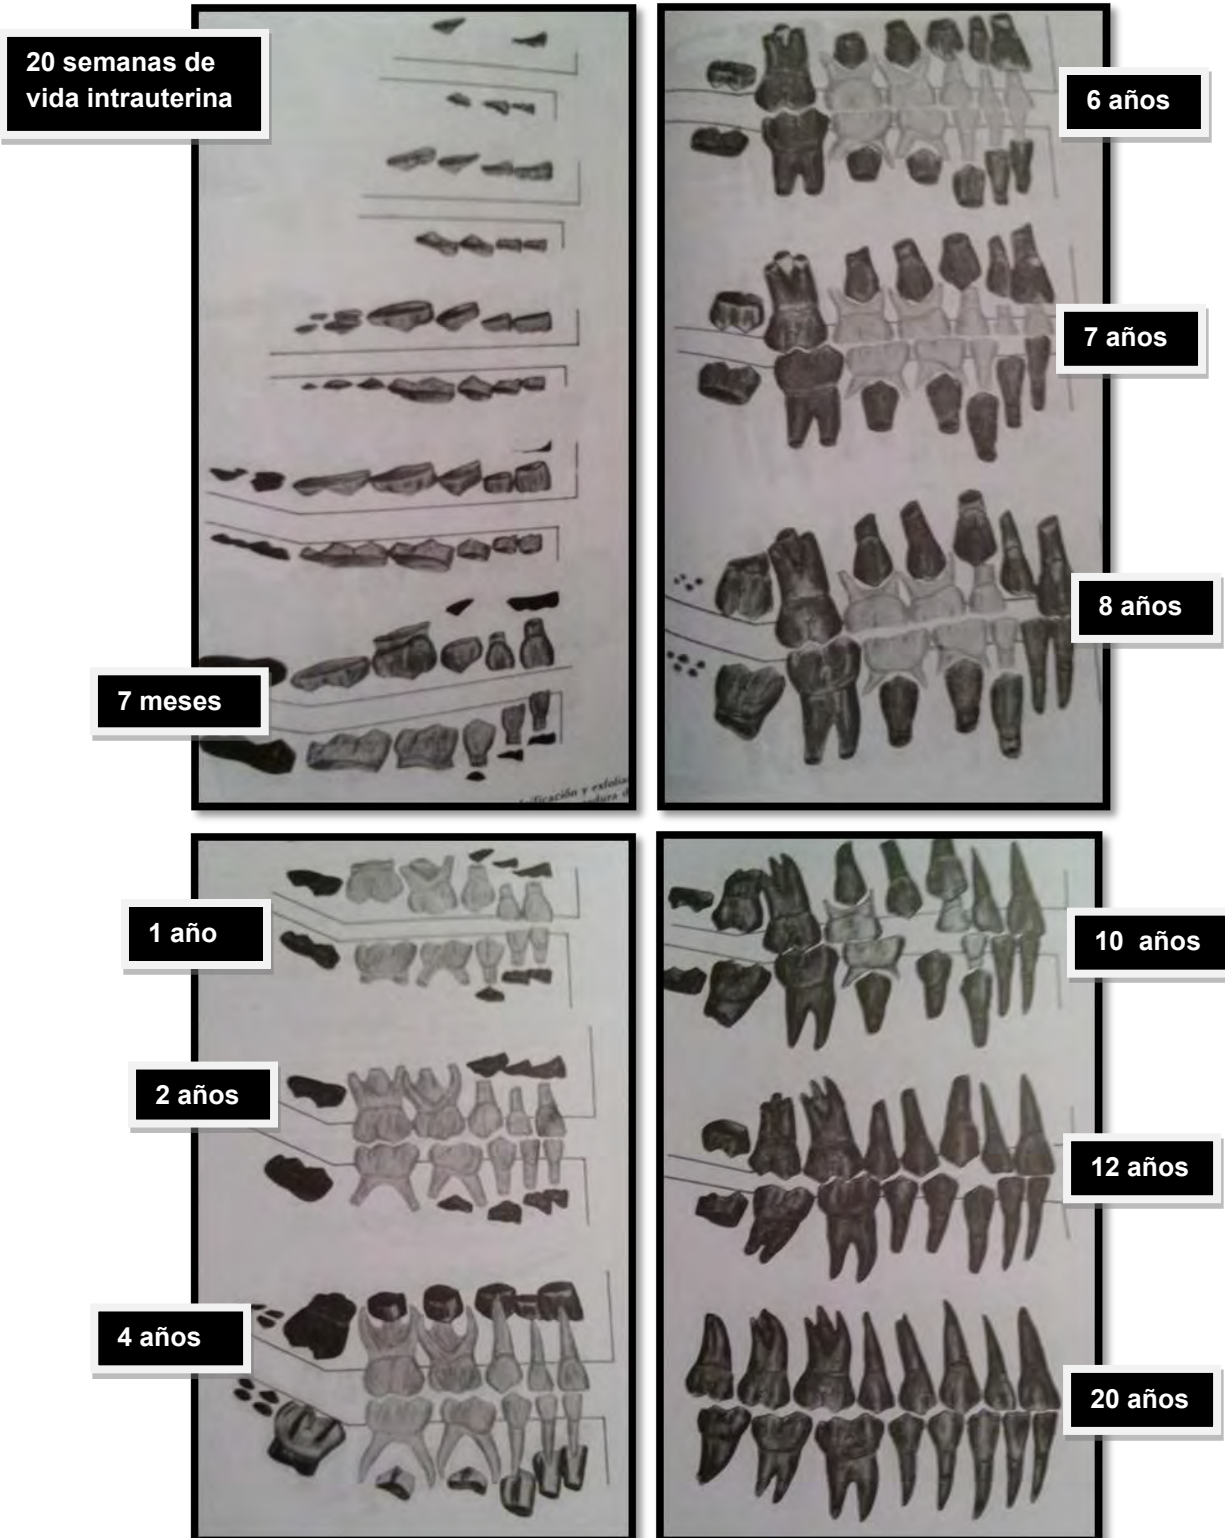 20 semanas de
vida intrauterina
7 meses
6 años
7 años
8 años
1 año
2 años
4 años
10 años
12 años
20 años